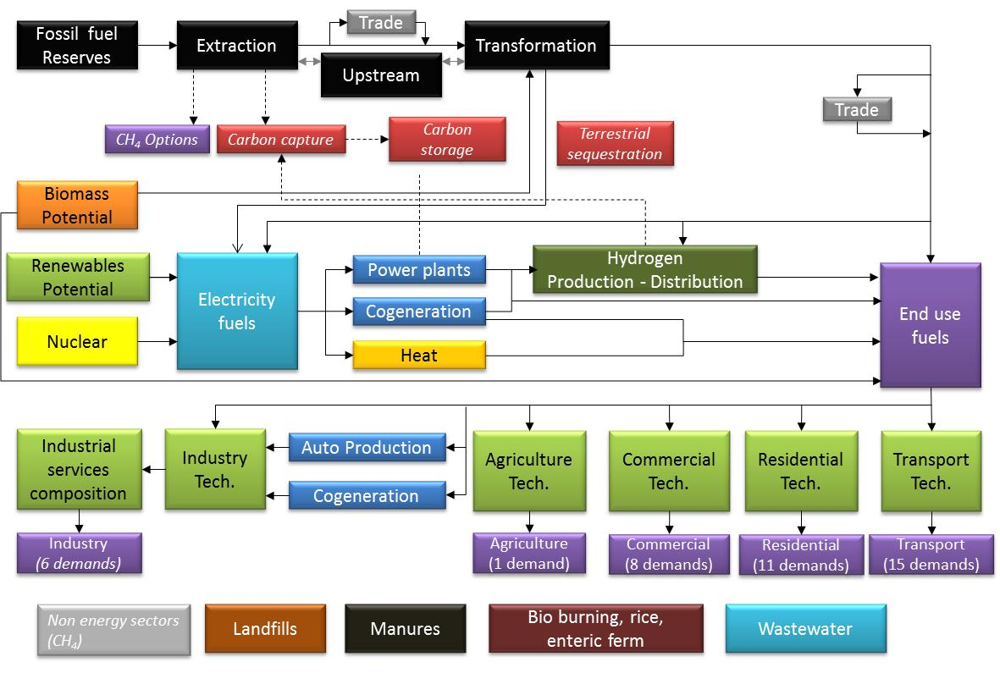 Fossil fuel
Reserves
Extraction
Trade
Upstream
Transformation
Trade
CH₄ Options
Carbon capture
Carbon
storage
Terrestrial
sequestration
Biomass
Potential
Renewables
Potential
Nuclear
Electricity
fuels
Power plants
Cogeneration
Heat
Hydrogen
Production - Distribution
End use
fuels
Industrial
services
composition
Industry
Tech.
Auto Production
Cogeneration
Agriculture
Tech.
Commercial
Tech.
Residential
Tech.
Transport
Tech.
Industry
(6 demands)
Agriculture
(1 demand)
Commercial
(8 demands)
Residential
(11 demands)
Transport
(15 demands)
Non energy sectors
(CH₄)
Landfills
Manures
Bio burning, rice,
enteric ferm
Wastewater